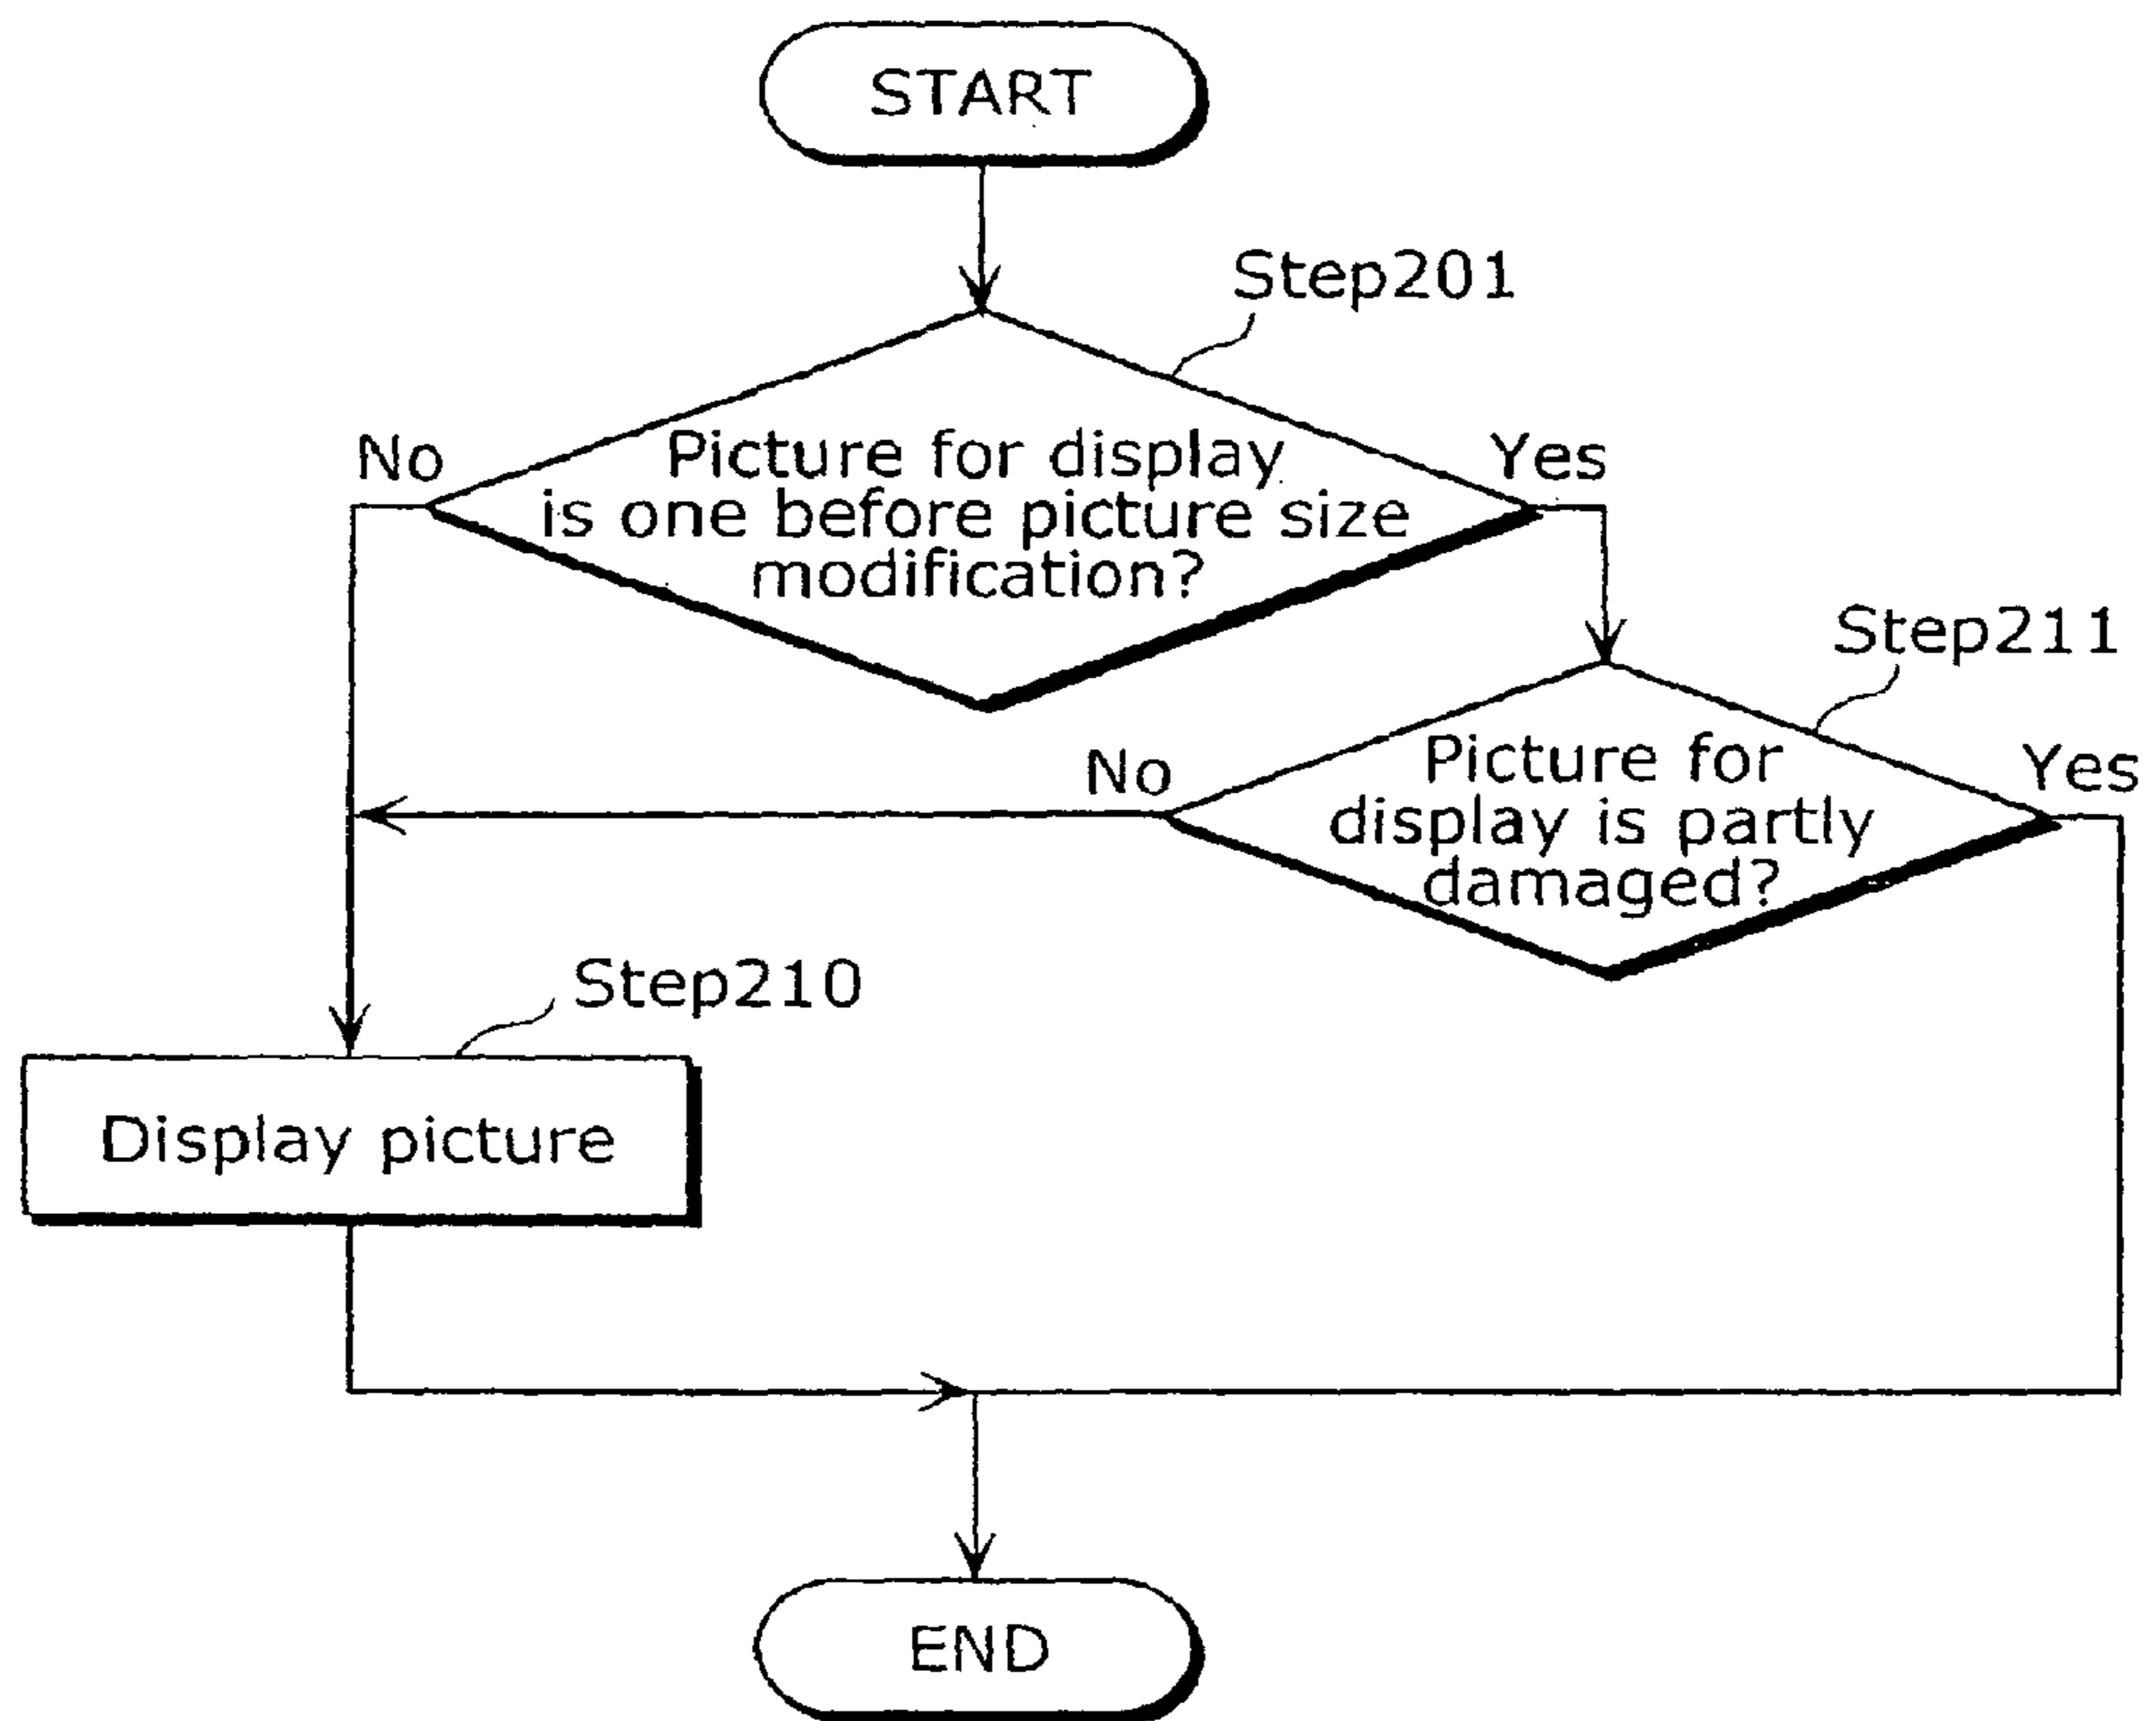 START
Step201
No
Picture for display
is one before picture size
modification?
Yes
Step211
No
Picture for
display is partly
damaged?
Yes
Step210
Display picture
END